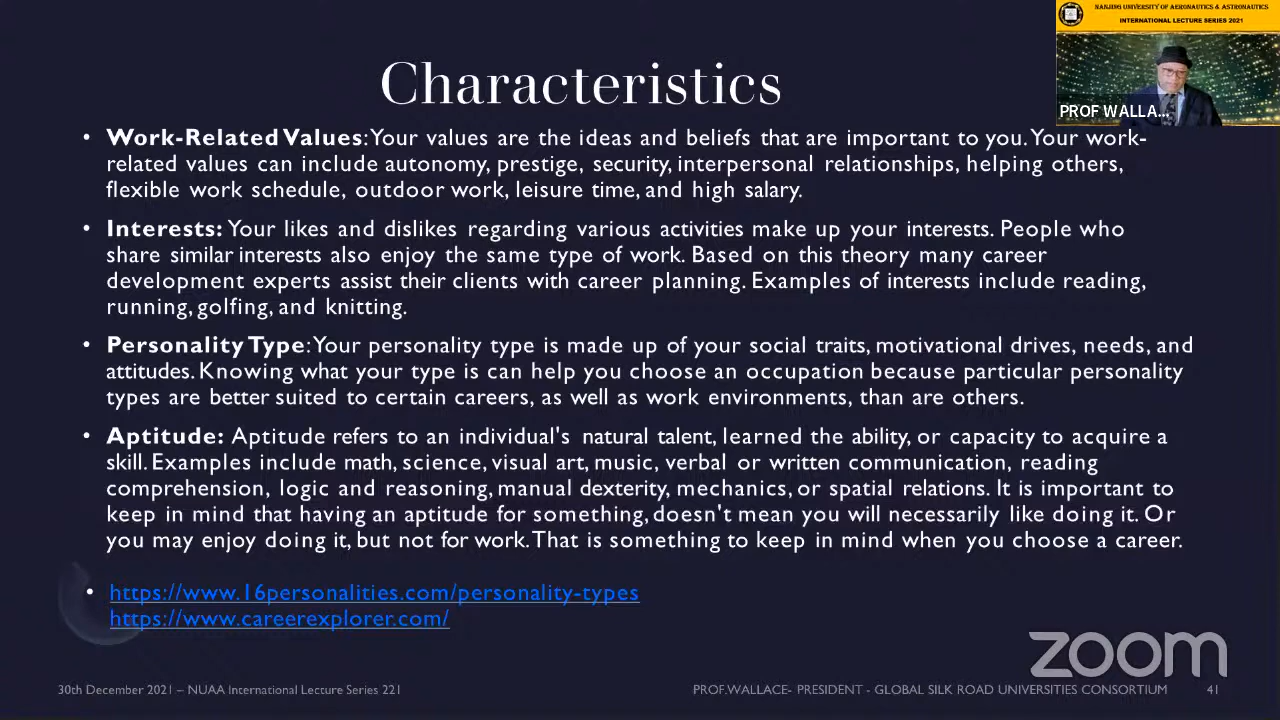 NANJING UNIVERSITY OF AERONAUTICS & ASTRONAUTICS
INTERNATIONAL LECTURE SERIES 2021
PROF WALLA...
Characteristics
• Work-Related Values: Your values are the ideas and beliefs that are important to you. Your work-
related values can include autonomy, prestige, security, interpersonal relationships, helping others,
flexible work schedule, outdoor work, leisure time, and high salary.
• Interests: Your likes and dislikes regarding various activities make up your interests. People who
share similar interests also enjoy the same type of work. Based on this theory many career
development experts assist their clients with career planning. Examples of interests include reading,
running, golfing, and knitting.
• Personality Type: Your personality type is made up of your social traits, motivational drives, needs, and
attitudes. Knowing what your type is can help you choose an occupation because particular personality
types are better suited to certain careers, as well as work environments, than are others.
• Aptitude: Aptitude refers to an individual's natural talent, learned the ability, or capacity to acquire a
skill. Examples include math, science, visual art, music, verbal or written communication, reading
comprehension, logic and reasoning, manual dexterity, mechanics, or spatial relations. It is important to
keep in mind that having an aptitude for something, doesn't mean you will necessarily like doing it. Or
you may enjoy doing it, but not for work. That is something to keep in mind when you choose a career.
• https://www.16personalities.com/personality-types
https://www.careerexplorer.com/
zoom
30th December 2021 – NUAA International Lecture Series 221
PROF.WALLACE- PRESIDENT - GLOBAL SILK ROAD UNIVERSITIES CONSORTIUM
41